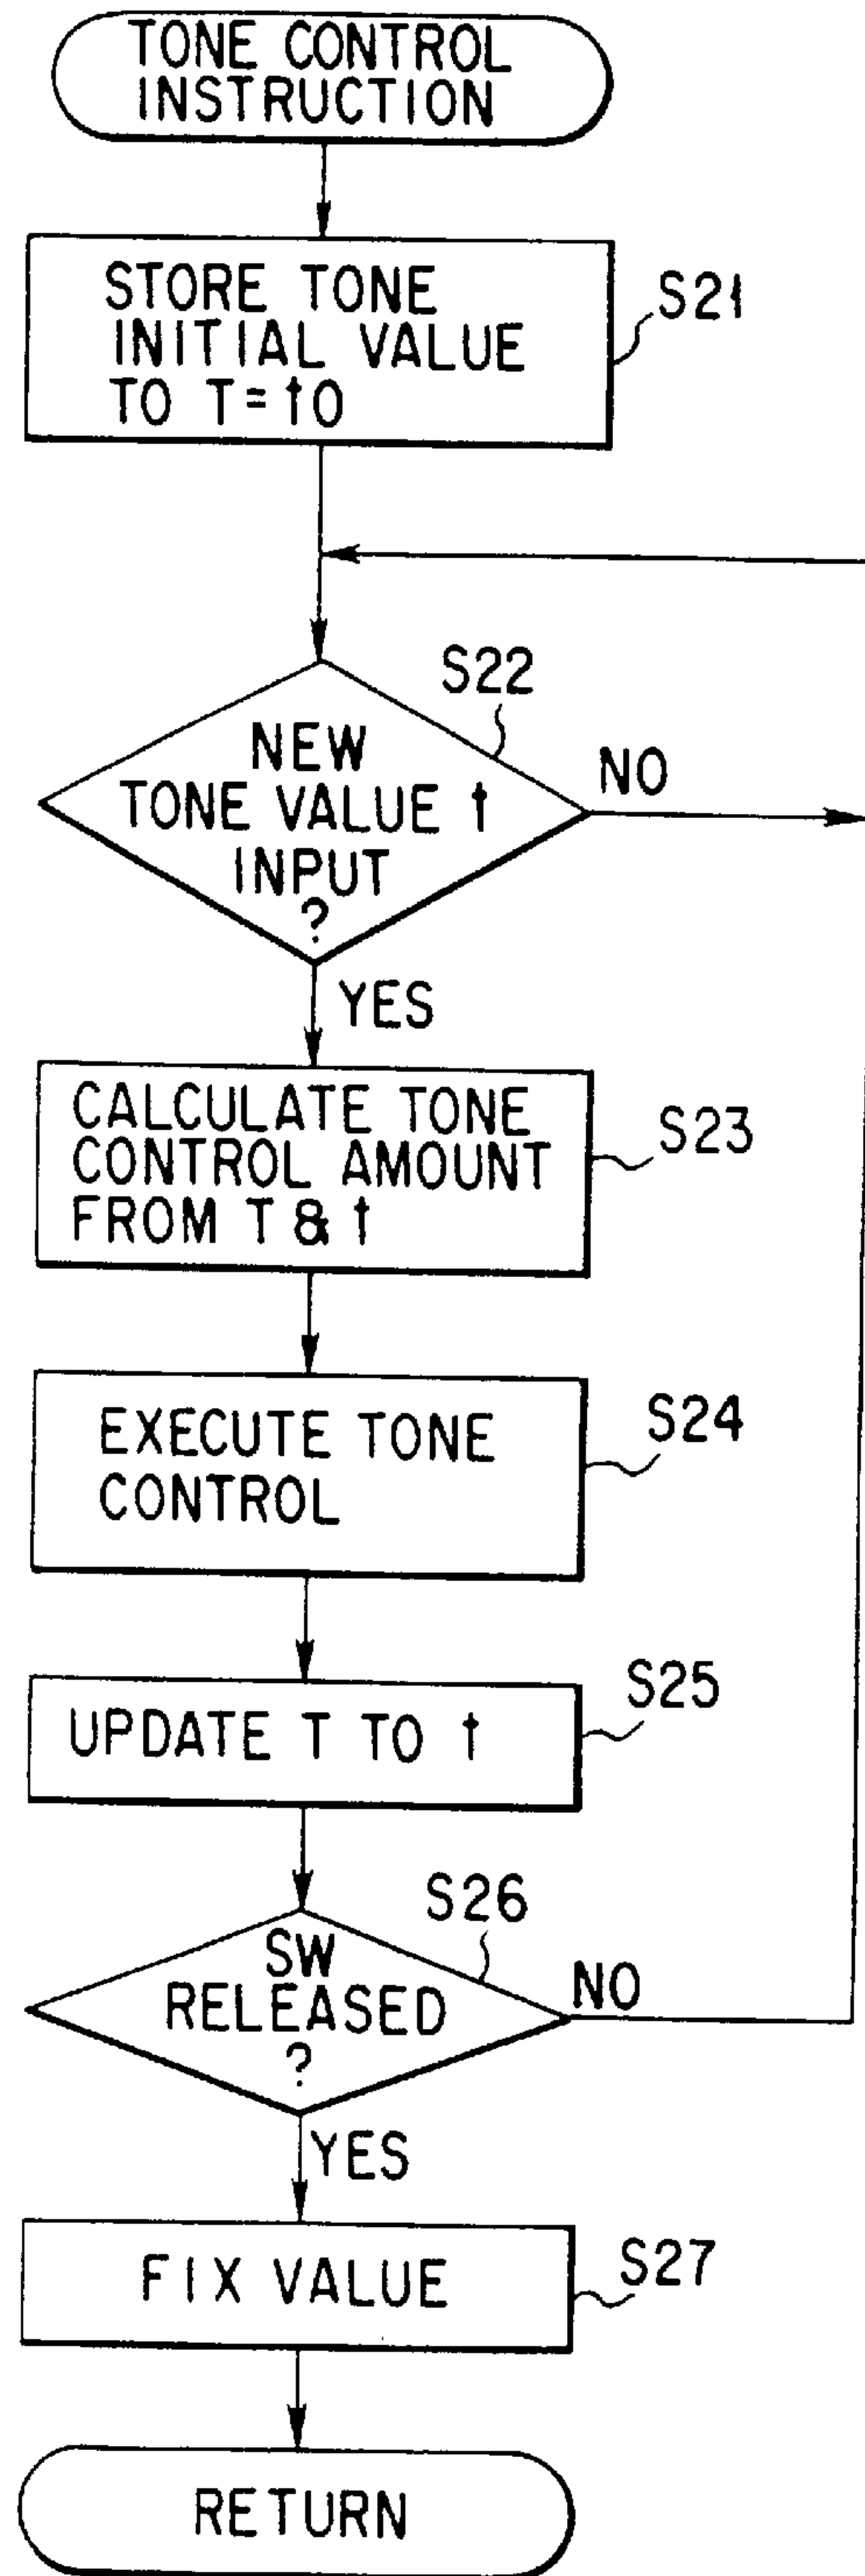 TONE CONTROL
INSTRUCTION
STORE TONE
INITIAL VALUE
TO T=t0
S21
S22
NEW
TONE VALUE t
INPUT
?
NO
YES
CALCULATE TONE
CONTROL AMOUNT
FROM T & t
S23
EXECUTE TONE
CONTROL
S24
UPDATE T TO t
S25
S26
SW
RELEASED
?
NO
YES
FIX VALUE
S27
RETURN